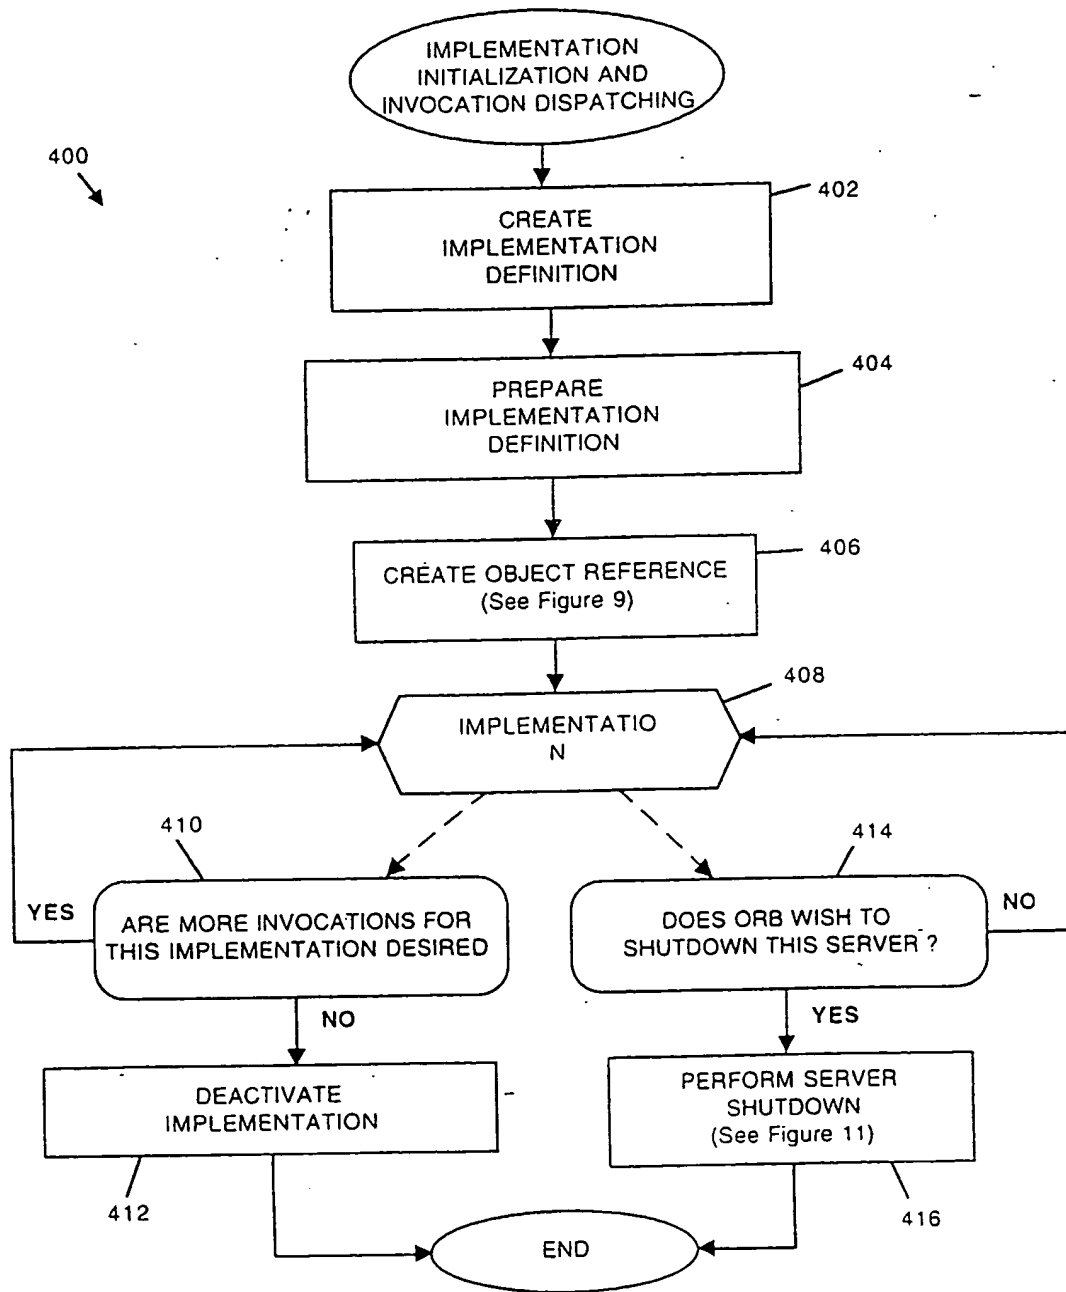 IMPLEMENTATION
INITIALIZATION AND
INVOCATION DISPATCHING
400
402
CREATE
IMPLEMENTATION
DEFINITION
404
PREPARE
IMPLEMENTATION
DEFINITION
406
CREATE OBJECT REFERENCE
(See Figure 9)
408
IMPLEMENTATIO
N
410
414
YES
ARE MORE INVOCATIONS FOR
THIS IMPLEMENTATION DESIRED
DOES ORB WISH TO
SHUTDOWN THIS SERVER ?
NO
NO
YES
DEACTIVATE
IMPLEMENTATION
PERFORM SERVER
SHUTDOWN
(See Figure 11)
412
416
END